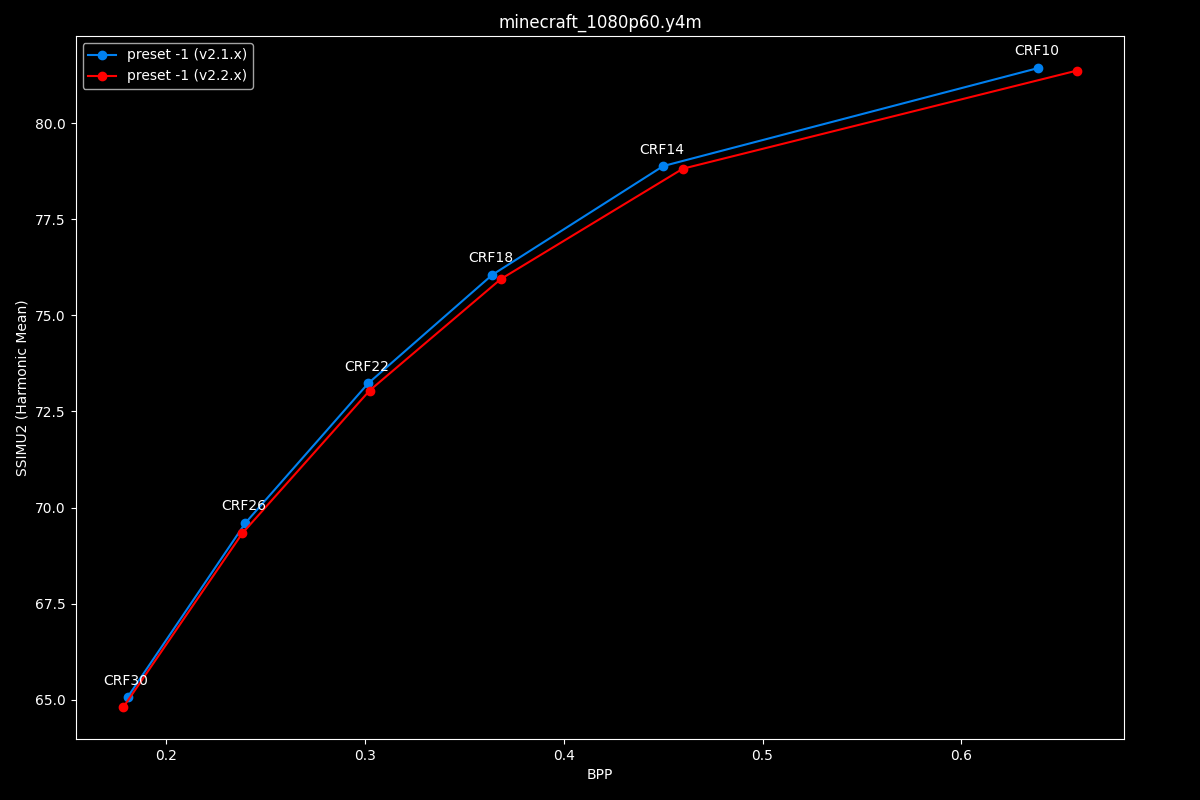 minecraft_1080p60.y4m
preset -1 (v2.1.x)
preset -1 (v2.2.x)
CRF10
CRF14
CRF18
CRF22
CRF26
CRF30
SSIMU2 (Harmonic Mean)
80.0
77.5
75.0
72.5
70.0
67.5
65.0
0.2 0.3 0.4 0.5 0.6
BPP